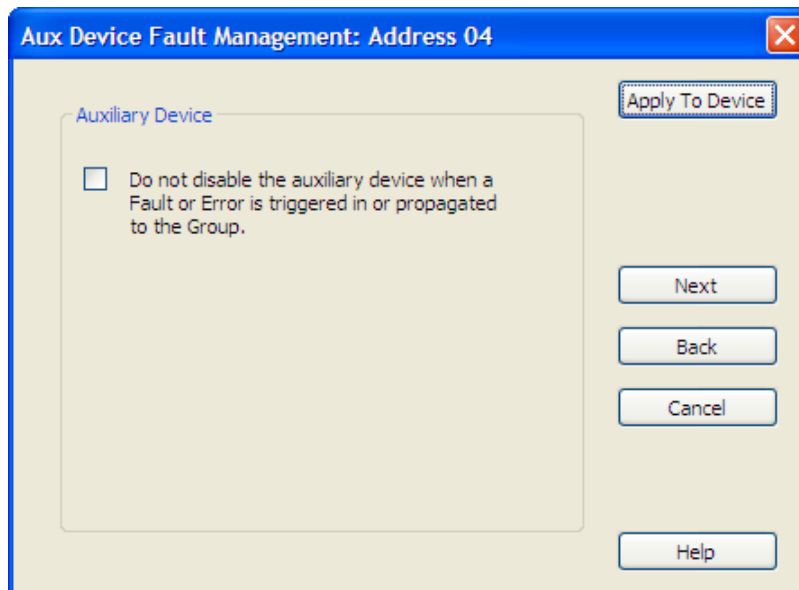 Aux Device Fault Management: Address 04
Apply To Device
Auxiliary Device
Do not disable the auxiliary device when a
Fault or Error is triggered in or propagated
to the Group.
Next
Back
Cancel
Help